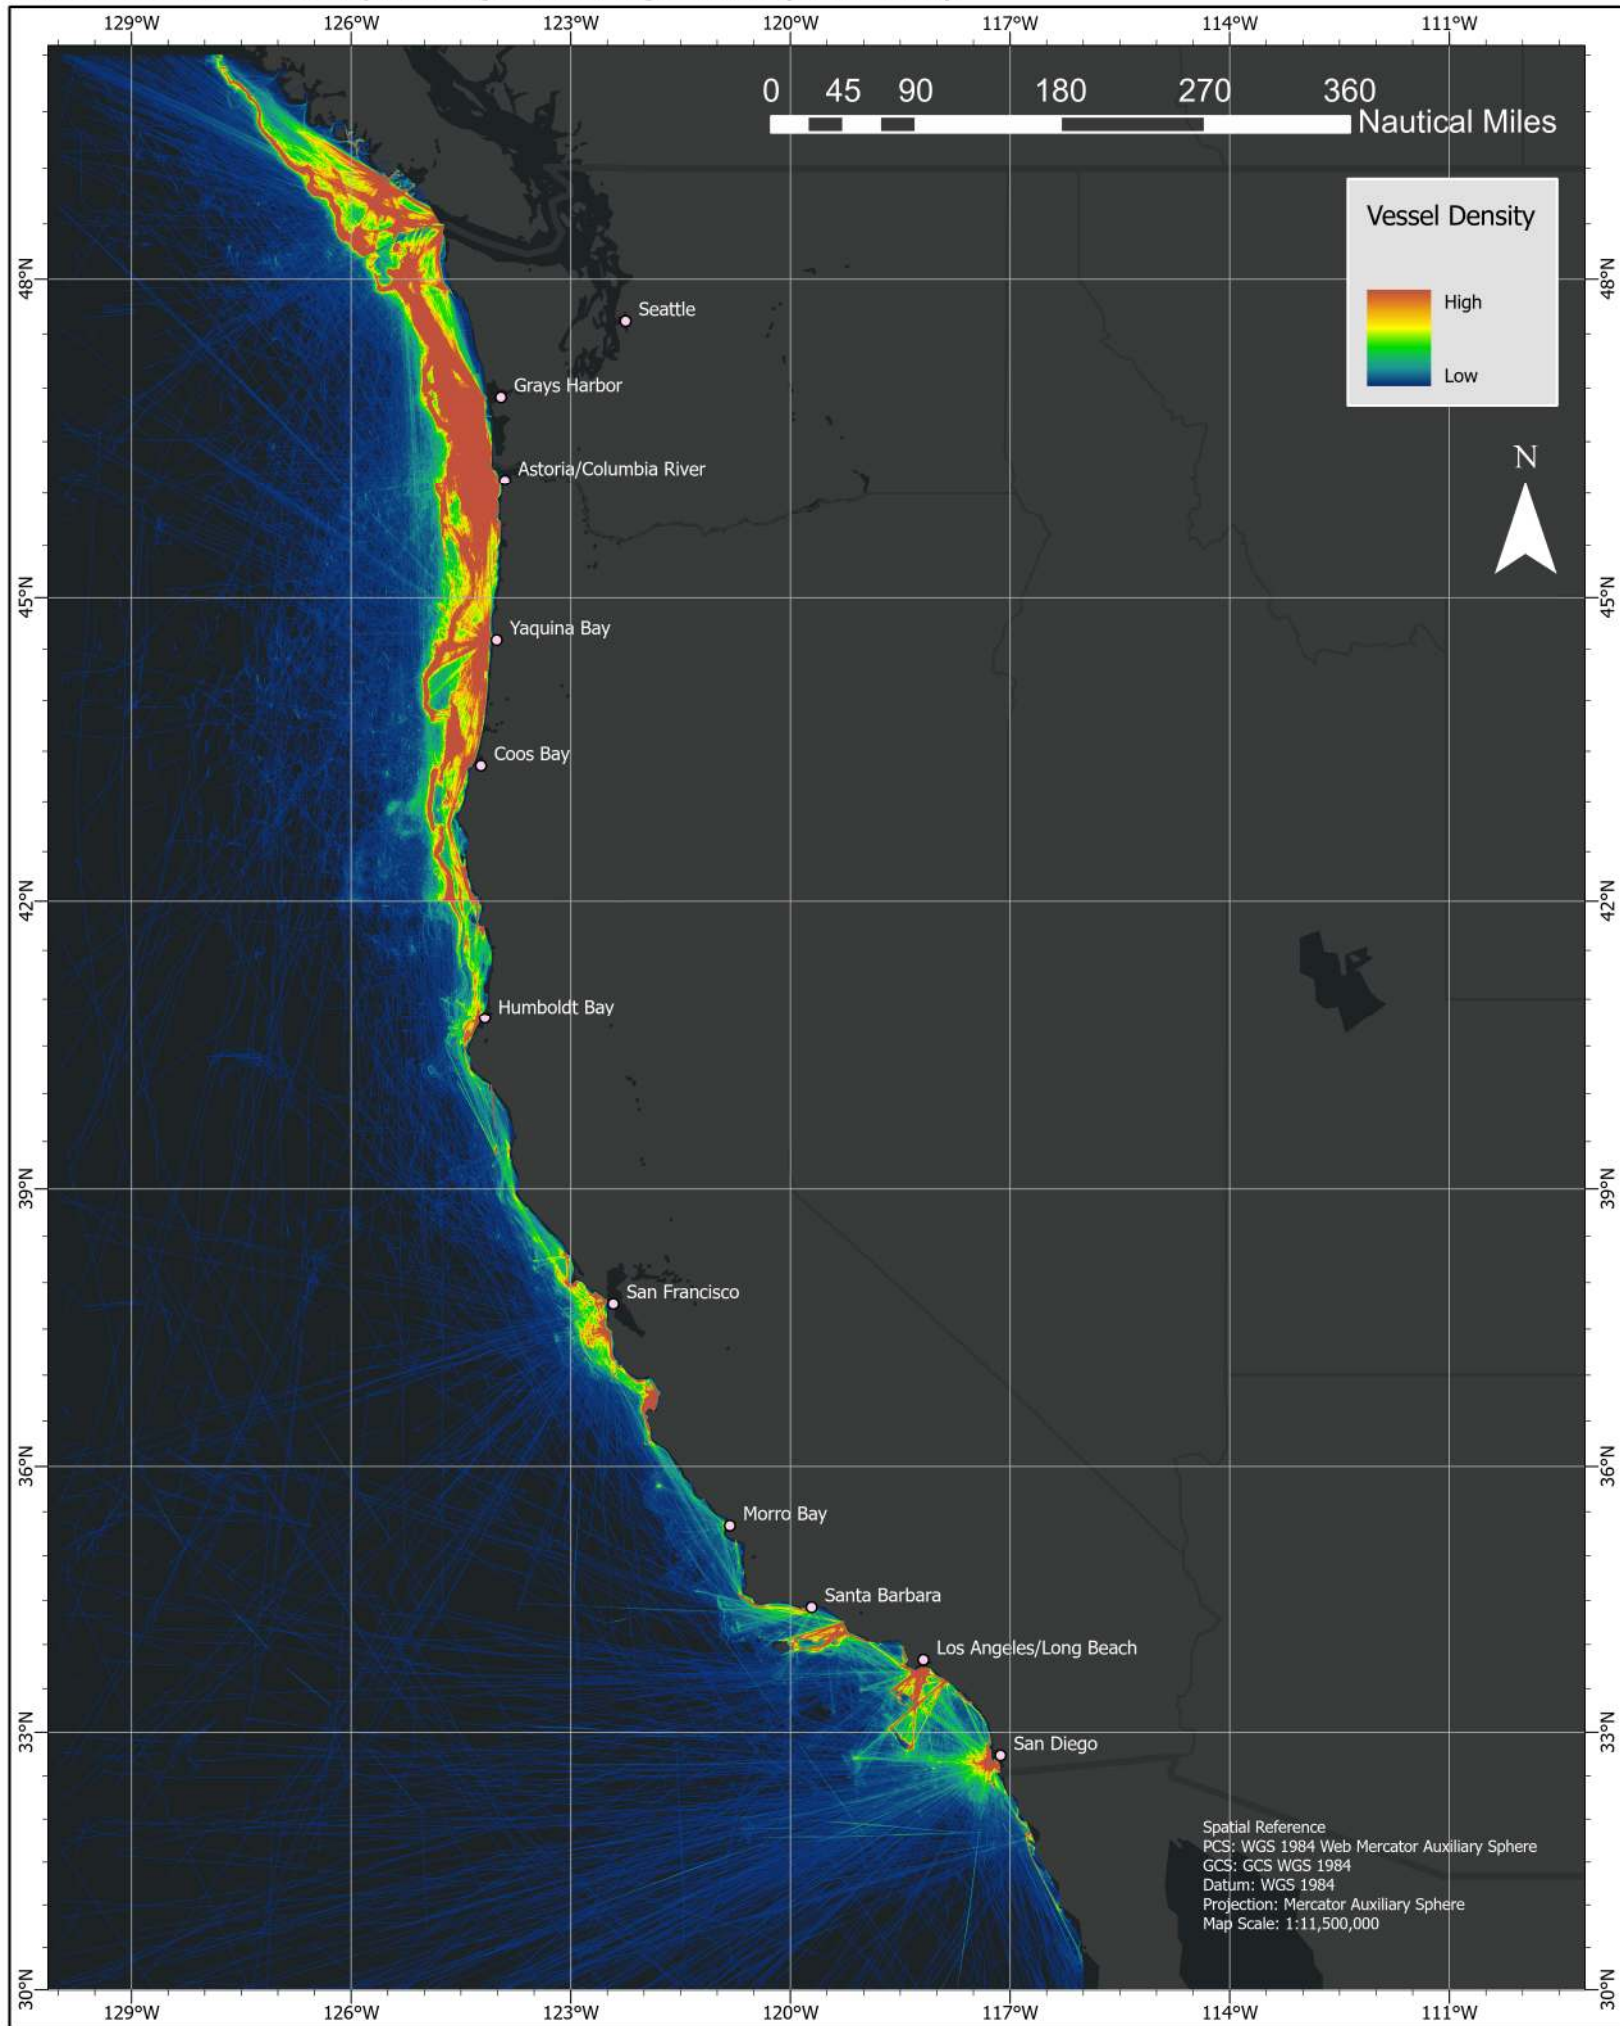 129°W 126°W 123°W 120°W 117°W 114°W 111°W
0 45 90 180 270 360
Nautical Miles
Vessel Density
High
Low
N
48°N 48°N
Seattle
Grays Harbor
Astoria/Columbia River
45°N 45°N
Yaquina Bay
Coos Bay
42°N 42°N
Humboldt Bay
39°N 39°N
San Francisco
36°N 36°N
Morro Bay
Santa Barbara
Los Angeles/Long Beach
33°N 33°N
San Diego
Spatial Reference
PCS: WGS 1984 Web Mercator Auxiliary Sphere
GCS: GCS WGS 1984
Datum: WGS 1984
Projection: Mercator Auxiliary Sphere
Map Scale: 1:11,500,000
30°N 30°N
129°W 126°W 123°W 120°W 117°W 114°W 111°W